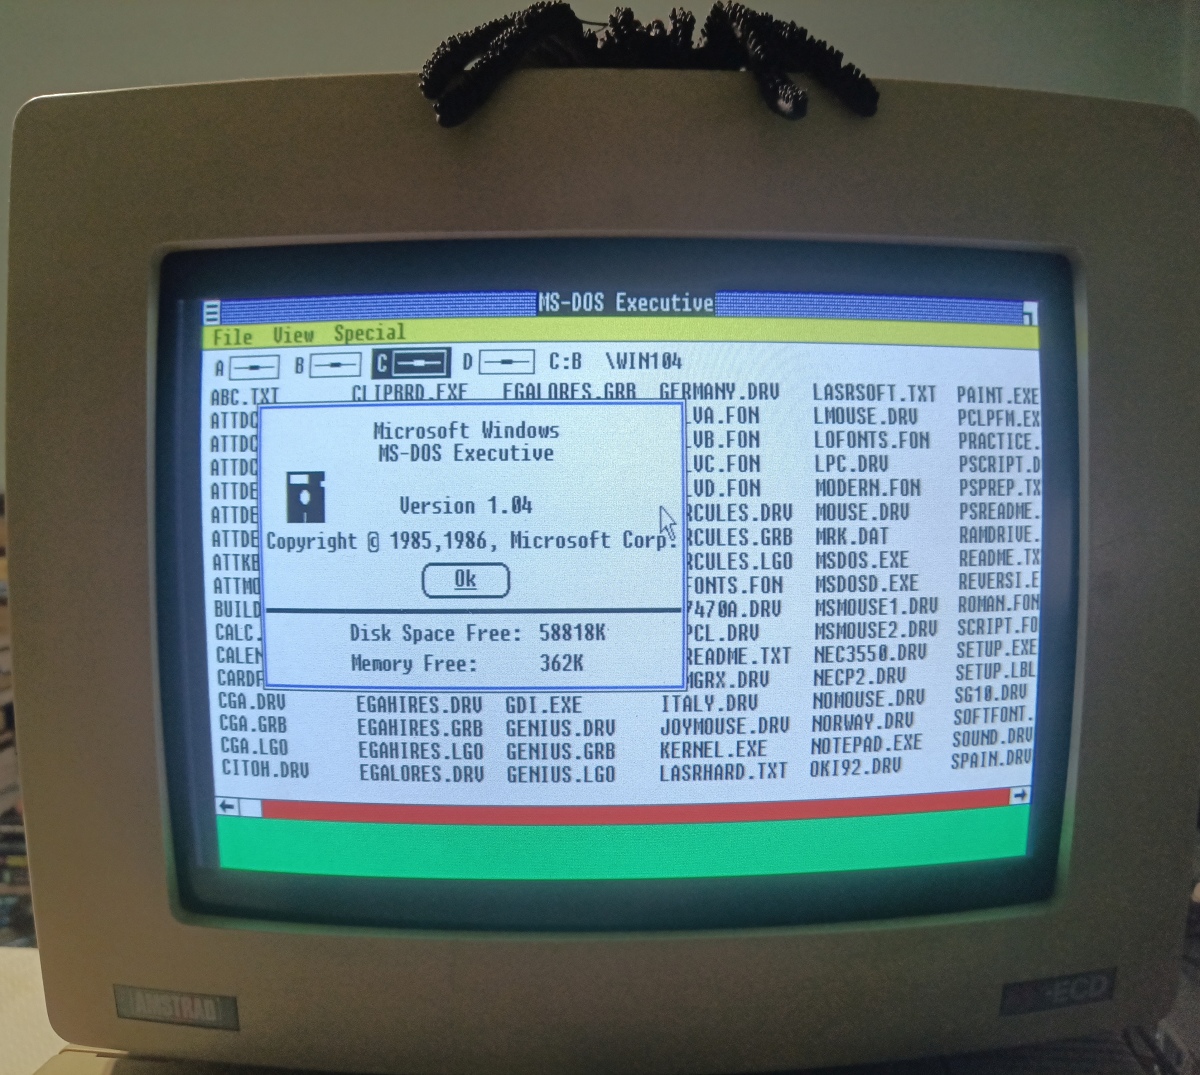 MS-DOS Executive
File View Special
A B C D C:B \WIN104
ABC.TXT CLIPBRD.EXE EGALORES.GRB GERMANY.DRV LASRSOFT.TXT PAINT.EXE
ATTDC LVA.FON LMOUSE.DRV PCLPFM.EX
ATTDC LVB.FON LOFONTS.FON PRACTICE.
ATTDC LVC.FON LPC.DRV PSCRIPT.D
ATTDE LVD.FON MODERN.FON PSPREP.TX
ATTDE RCULES.DRV MOUSE.DRV PSREADME.
ATTDE RCULES.GRB MRK.DAT RAMDRIVE.
ATTKB RCULES.LGO MSDOS.EXE README.TX
ATTMO FONTS.FON MSDOSD.EXE REVERSI.E
BUILD 7470A.DRV MSMOUSE1.DRV ROMAN.FON
CALC. PCL.DRV MSMOUSE2.DRV SCRIPT.FO
CALEN README.TXT NEC3550.DRV SETUP.EXE
CARDF MGRX.DRV NECP2.DRV SETUP.LBL
CGA.DRV EGAHIRES.DRV GDI.EXE ITALY.DRV NOMOUSE.DRV SG10.DRV
CGA.GRB EGAHIRES.GRB GENIUS.DRV JOYMOUSE.DRV NORWAY.DRV SOFTFONT.
CGA.LGO EGAHIRES.LGO GENIUS.GRB KERNEL.EXE NOTEPAD.EXE SOUND.DRV
CITOH.DRV EGALORES.DRV GENIUS.LGO LASRHARD.TXT OKI92.DRV SPAIN.DRV
Microsoft Windows
MS-DOS Executive
Version 1.04
Copyright © 1985,1986, Microsoft Corp.
Ok
Disk Space Free: 58818K
Memory Free: 362K
AMSTRAD
-ECD